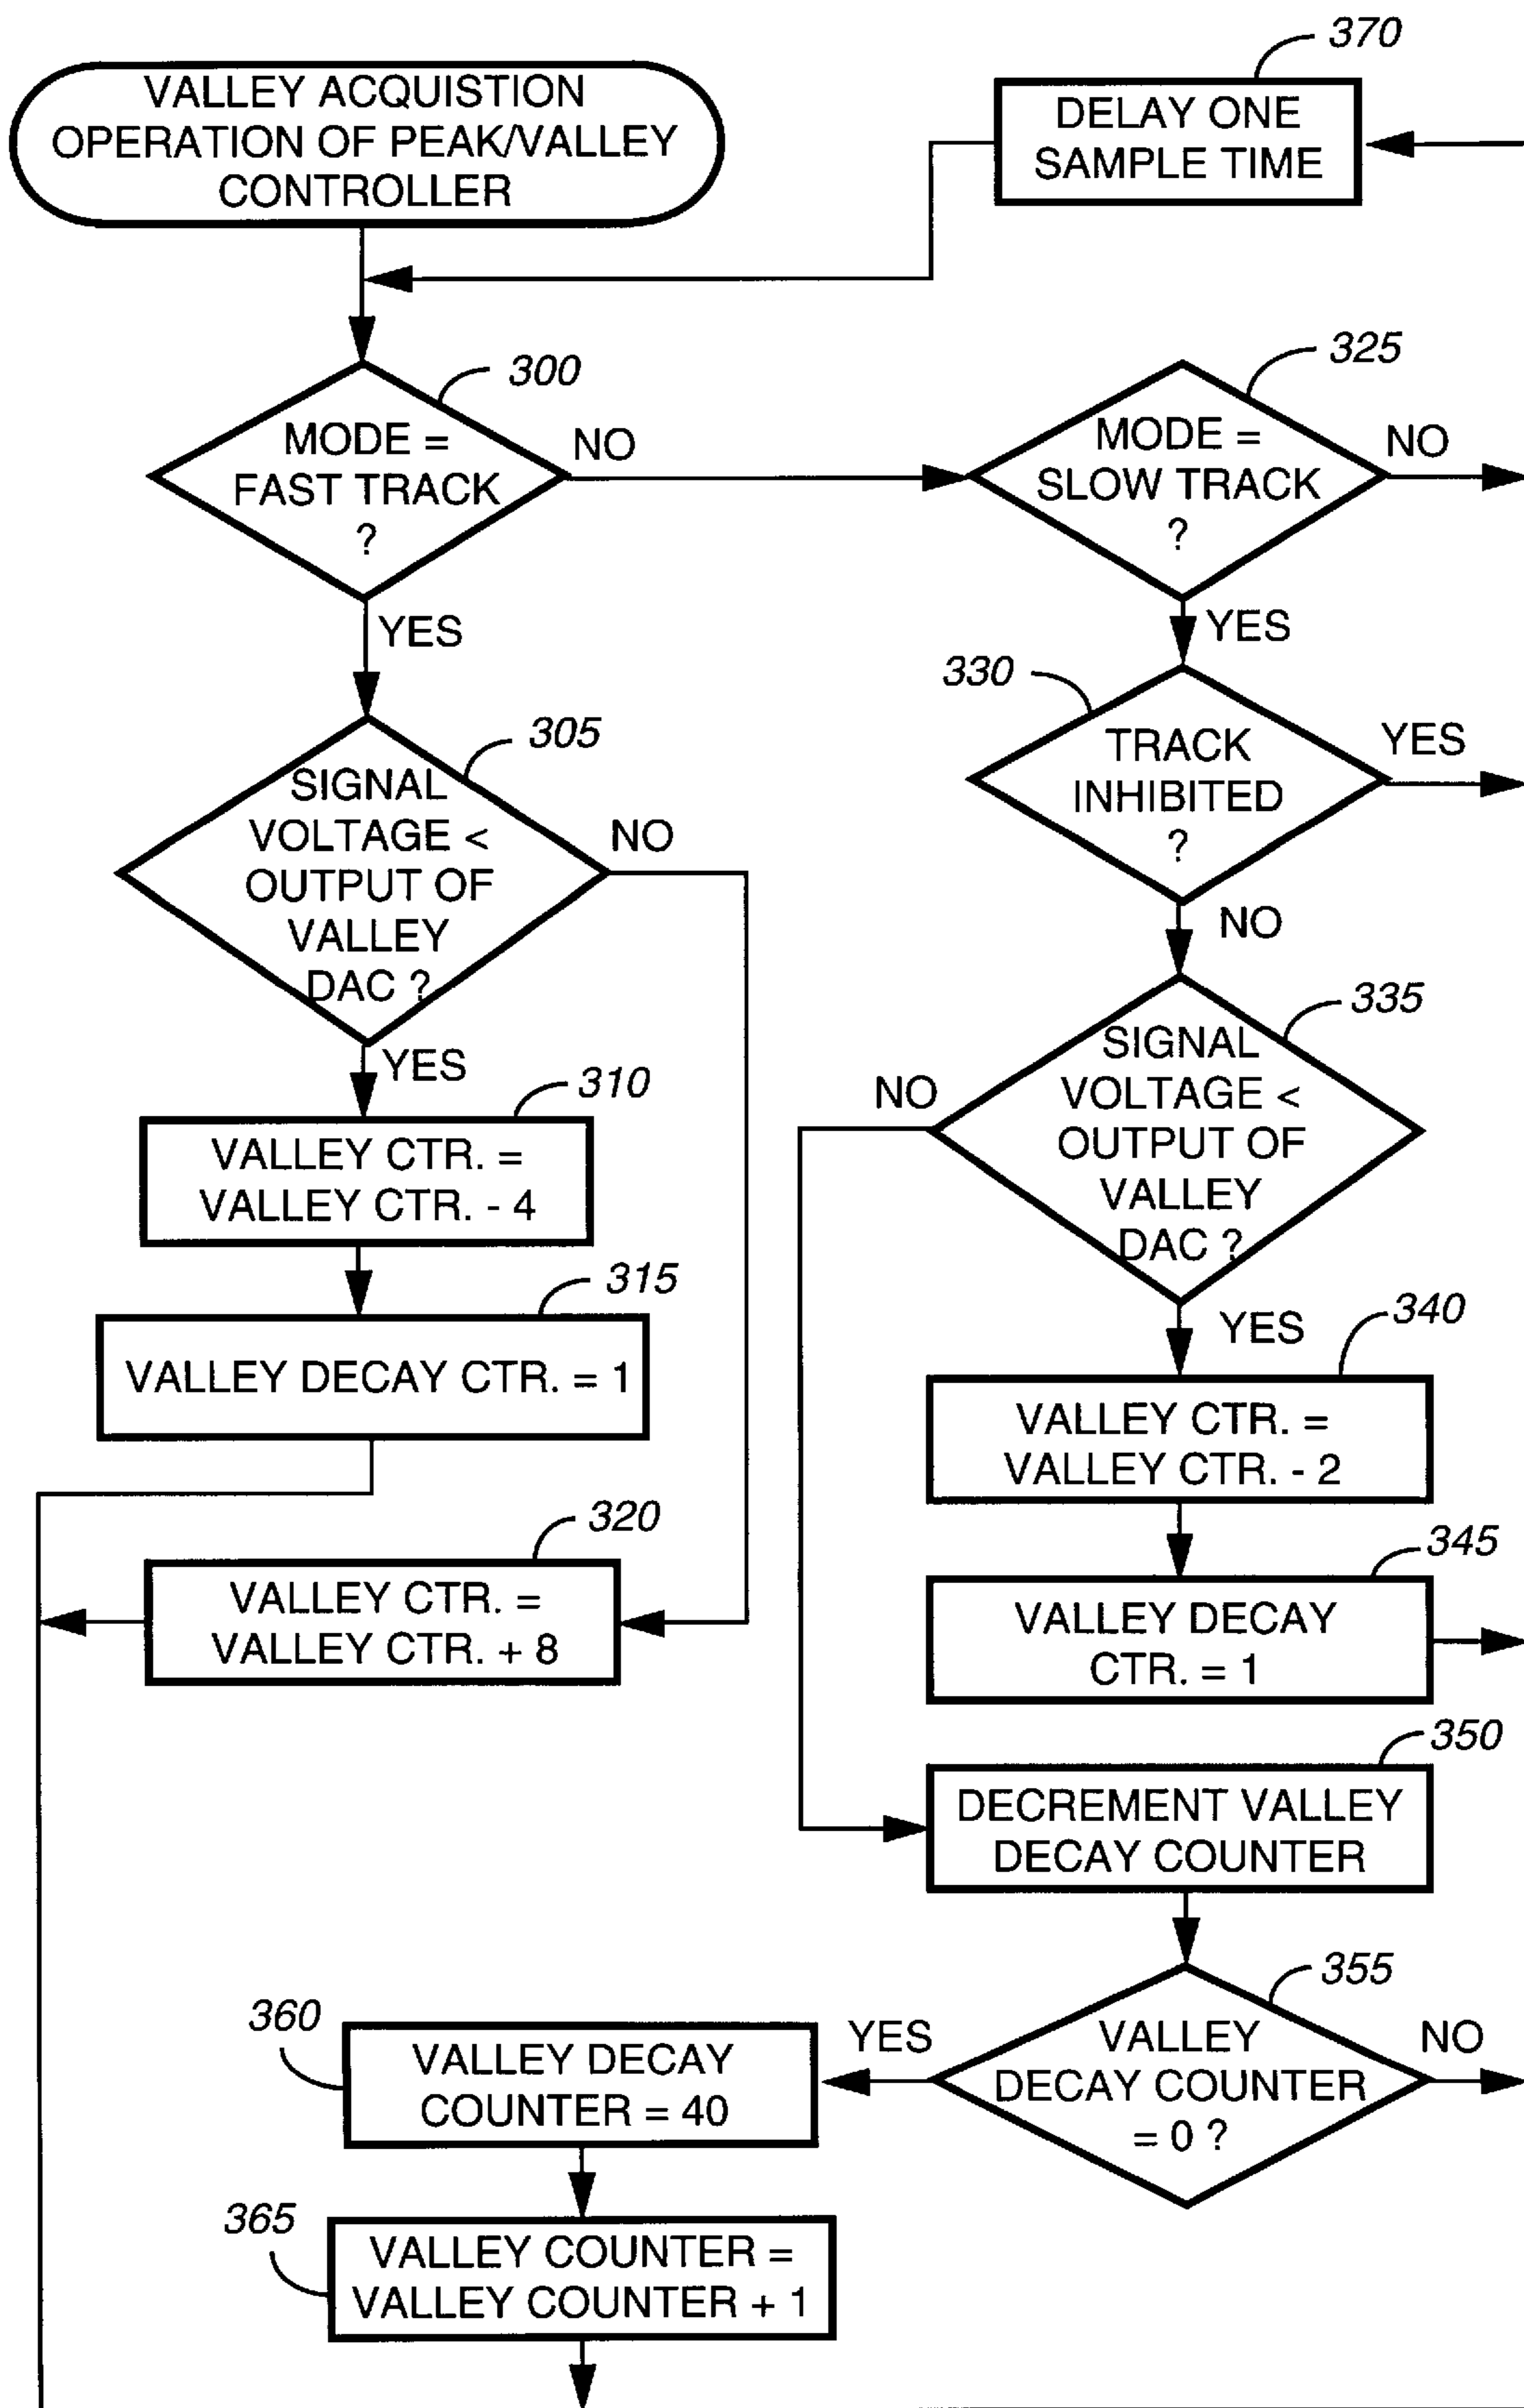 VALLEY ACQUISTION
OPERATION OF PEAK/VALLEY
CONTROLLER
370
DELAY ONE
SAMPLE TIME
300
MODE =
FAST TRACK
?
NO
YES
325
MODE =
SLOW TRACK
?
NO
YES
305
SIGNAL
VOLTAGE <
OUTPUT OF
VALLEY
DAC ?
NO
YES
330
TRACK
INHIBITED
?
YES
NO
310
VALLEY CTR. =
VALLEY CTR. - 4
315
VALLEY DECAY CTR. = 1
320
VALLEY CTR. =
VALLEY CTR. + 8
335
SIGNAL
VOLTAGE <
OUTPUT OF
VALLEY
DAC ?
NO
YES
340
VALLEY CTR. =
VALLEY CTR. - 2
345
VALLEY DECAY
CTR. = 1
350
DECREMENT VALLEY
DECAY COUNTER
355
VALLEY
DECAY COUNTER
= 0 ?
YES
NO
360
VALLEY DECAY
COUNTER = 40
365
VALLEY COUNTER =
VALLEY COUNTER + 1